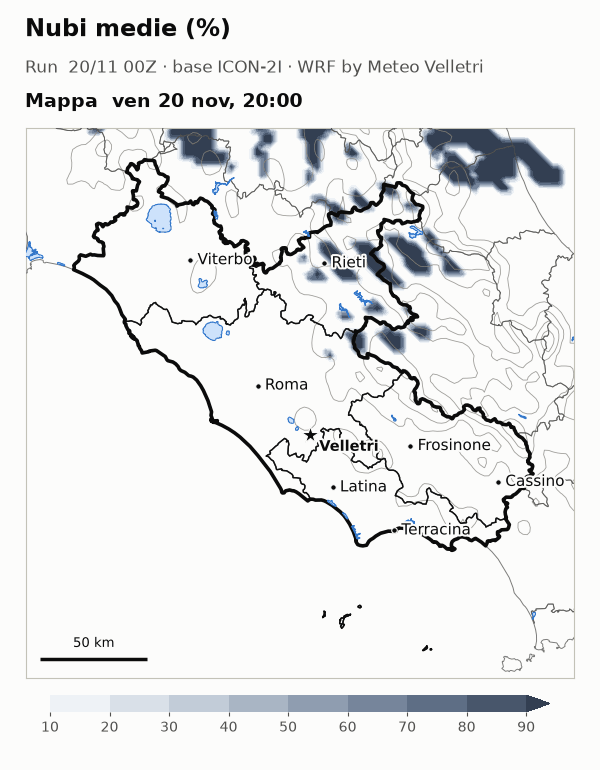 Nubi medie (%)
Run  20/11 00Z · base ICON-2I · WRF by Meteo Velletri
Mappa  ven 20 nov, 20:00
Viterbo
Rieti
Roma
Velletri
Frosinone
Latina
Cassino
Terracina
50 km
10 20 30 40 50 60 70 80 90